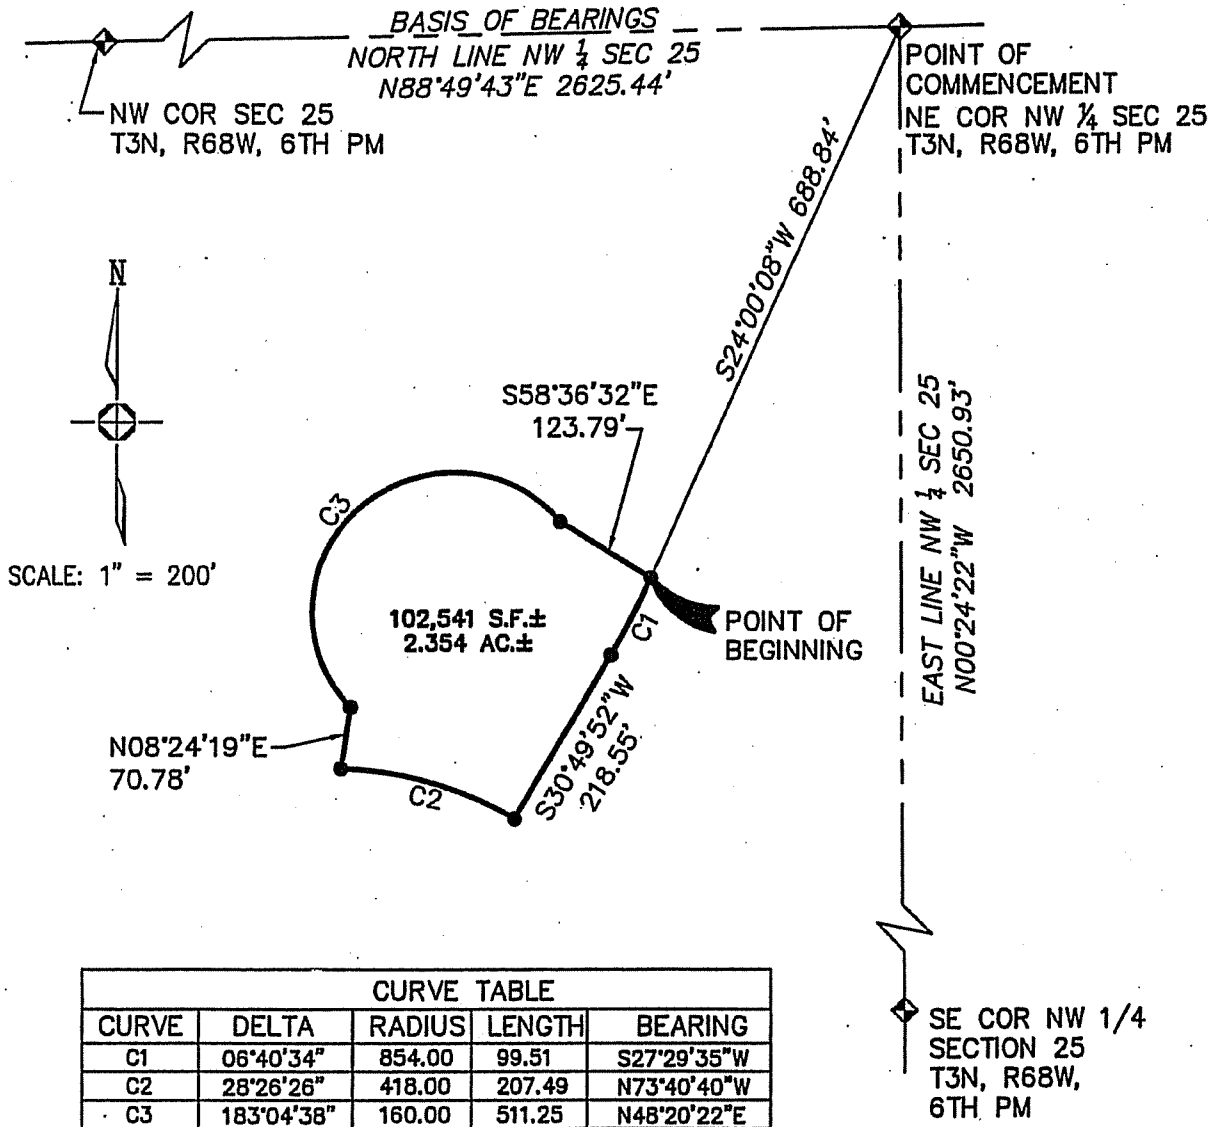 BASIS OF BEARINGS
NORTH LINE NW 1/4 SEC 25
N88°49'43"E 2625.44'
NW COR SEC 25
T3N, R68W, 6TH PM
POINT OF
COMMENCEMENT
NE COR NW 1/4 SEC 25
T3N, R68W, 6TH PM
S24°00'08"W 688.84'
N
SCALE: 1" = 200'
S58°36'32"E
123.79'
C3
102,541 S.F.±
2.354 AC.±
C1
POINT OF
BEGINNING
EAST LINE NW 1/4 SEC 25
N00°24'22"W 2650.93'
N08°24'19"E
70.78'
C2
S30°49'52"W
218.55'
CURVE TABLE
CURVE DELTA RADIUS LENGTH BEARING
C1 06°40'34" 854.00 99.51 S27°29'35"W
C2 28°26'26" 418.00 207.49 N73°40'40"W
C3 183°04'38" 160.00 511.25 N48°20'22"E
SE COR NW 1/4
SECTION 25
T3N, R68W,
6TH PM